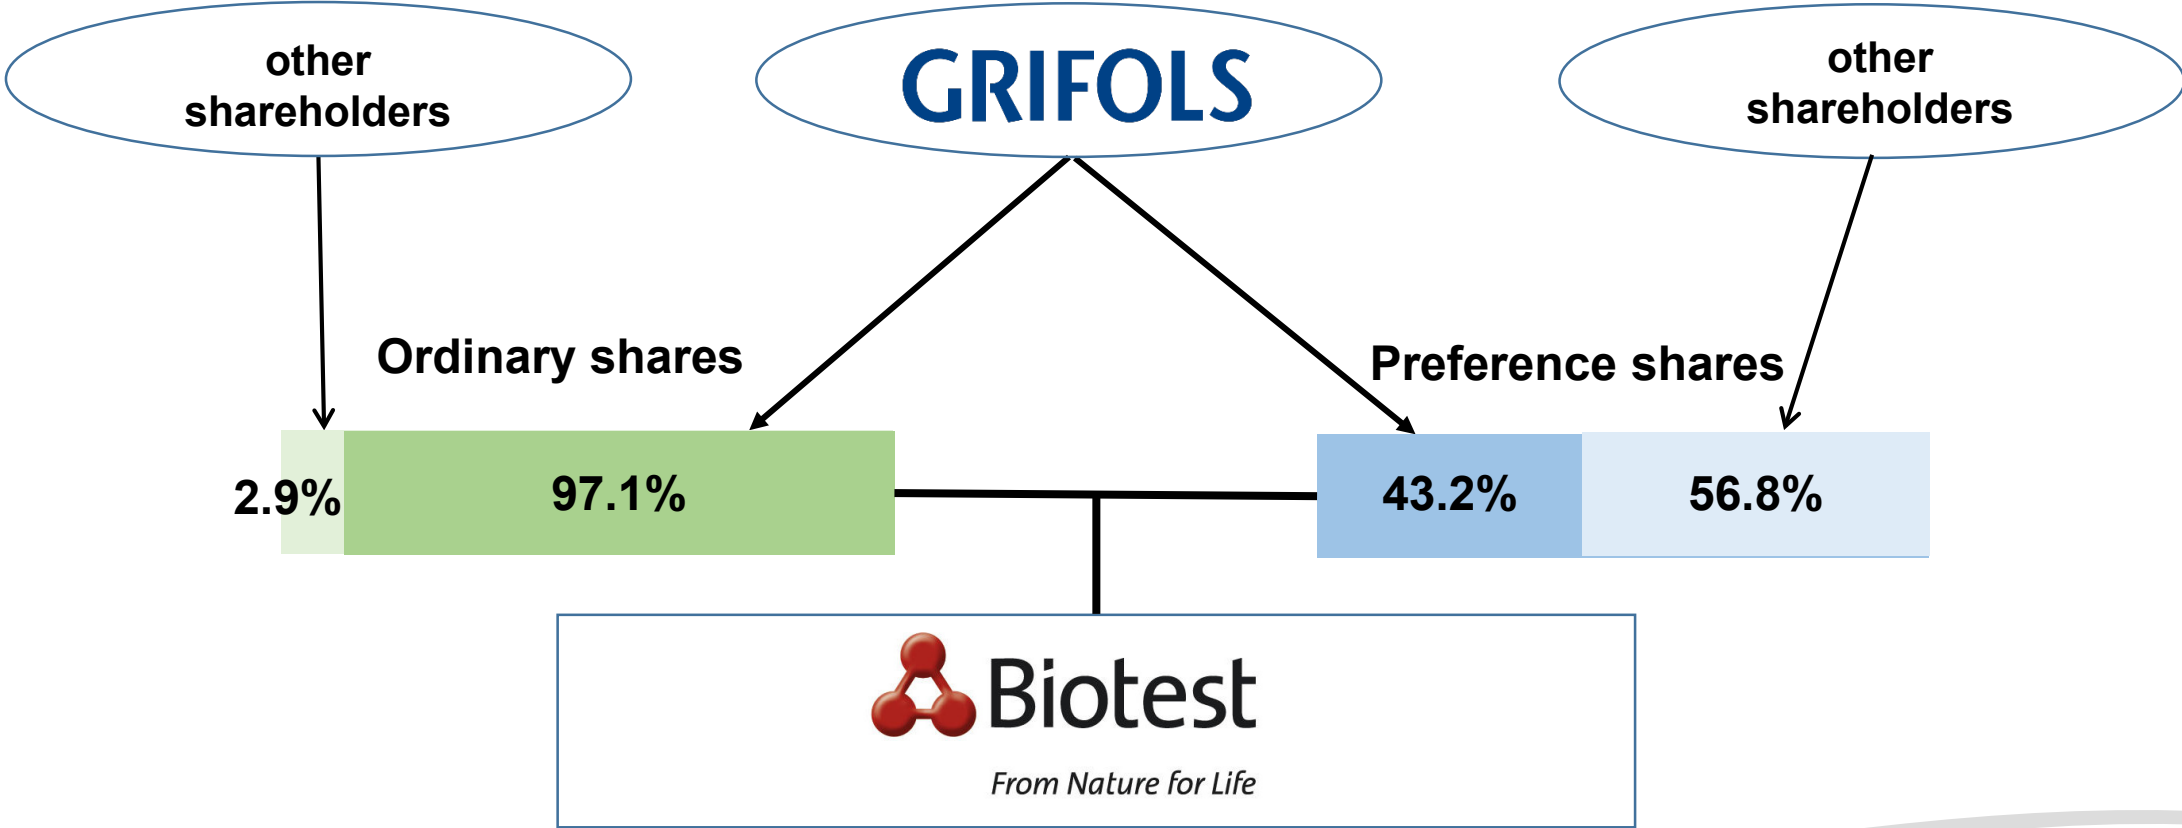 other
shareholders
GRIFOLS
other
shareholders
Ordinary shares
Preference shares
2.9%
97.1%
43.2%
56.8%
Biotest
From Nature for Life